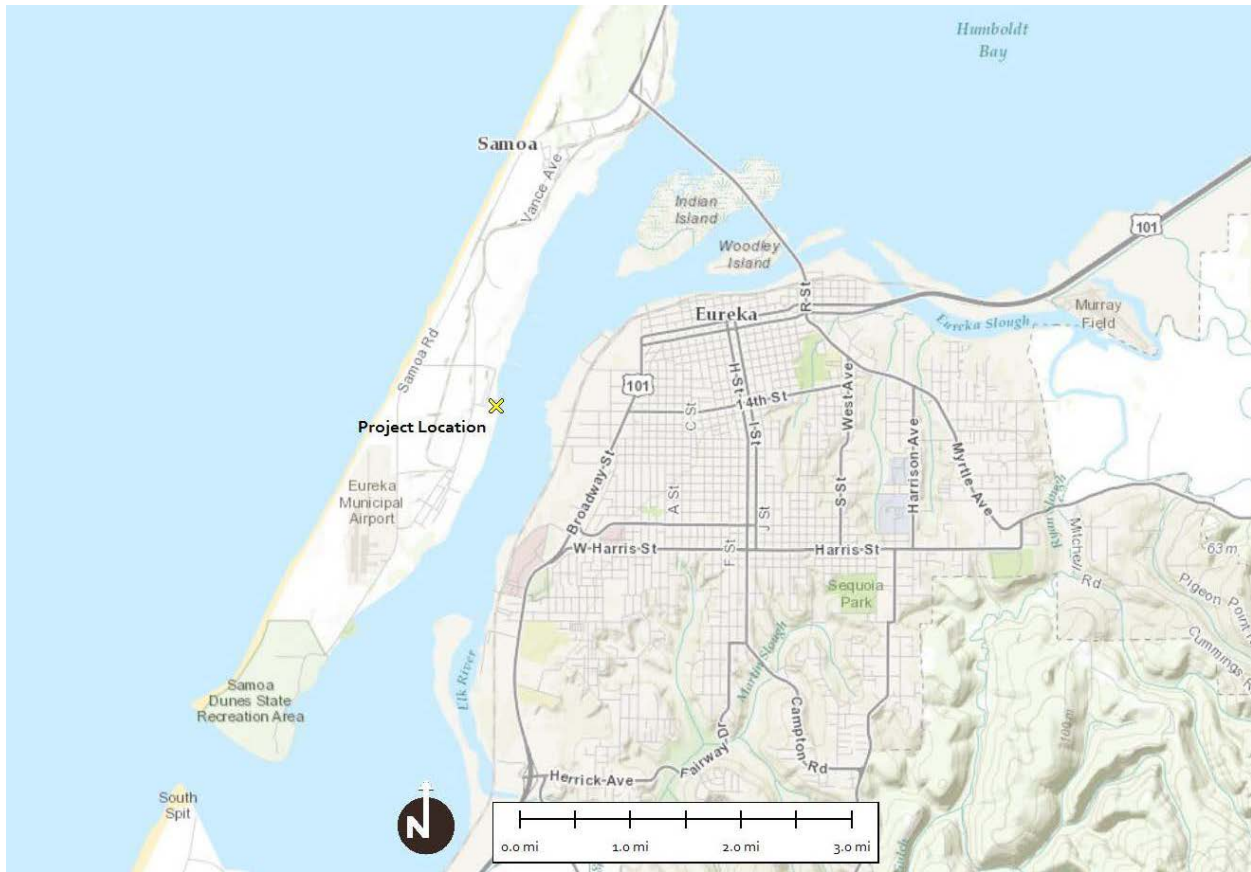 Humboldt
Bay
Samoa
Vance Ave
Indian
Island
Woodley
Island
101
R St
Eureka
Eureka Slough
Murray
Field
Samoa Rd
101
H St
I St
14th St
C St
West Ave
Project Location
Broadway St
Harrison Ave
Myrtle Ave
Eureka
Municipal
Airport
A St
J St
S St
F St
W Harris St
Harris St
Ryan Slough
Mitchell
Rd
63 m
Pigeon Point
Cummings R
Sequoia
Park
Martin Slough
Elk River
Samoa
Dunes State
Recreation Area
Campton Rd
100 m
Fairway Dr
Herrick Ave
South
Spit
N
0.0 mi 1.0 mi 2.0 mi 3.0 mi